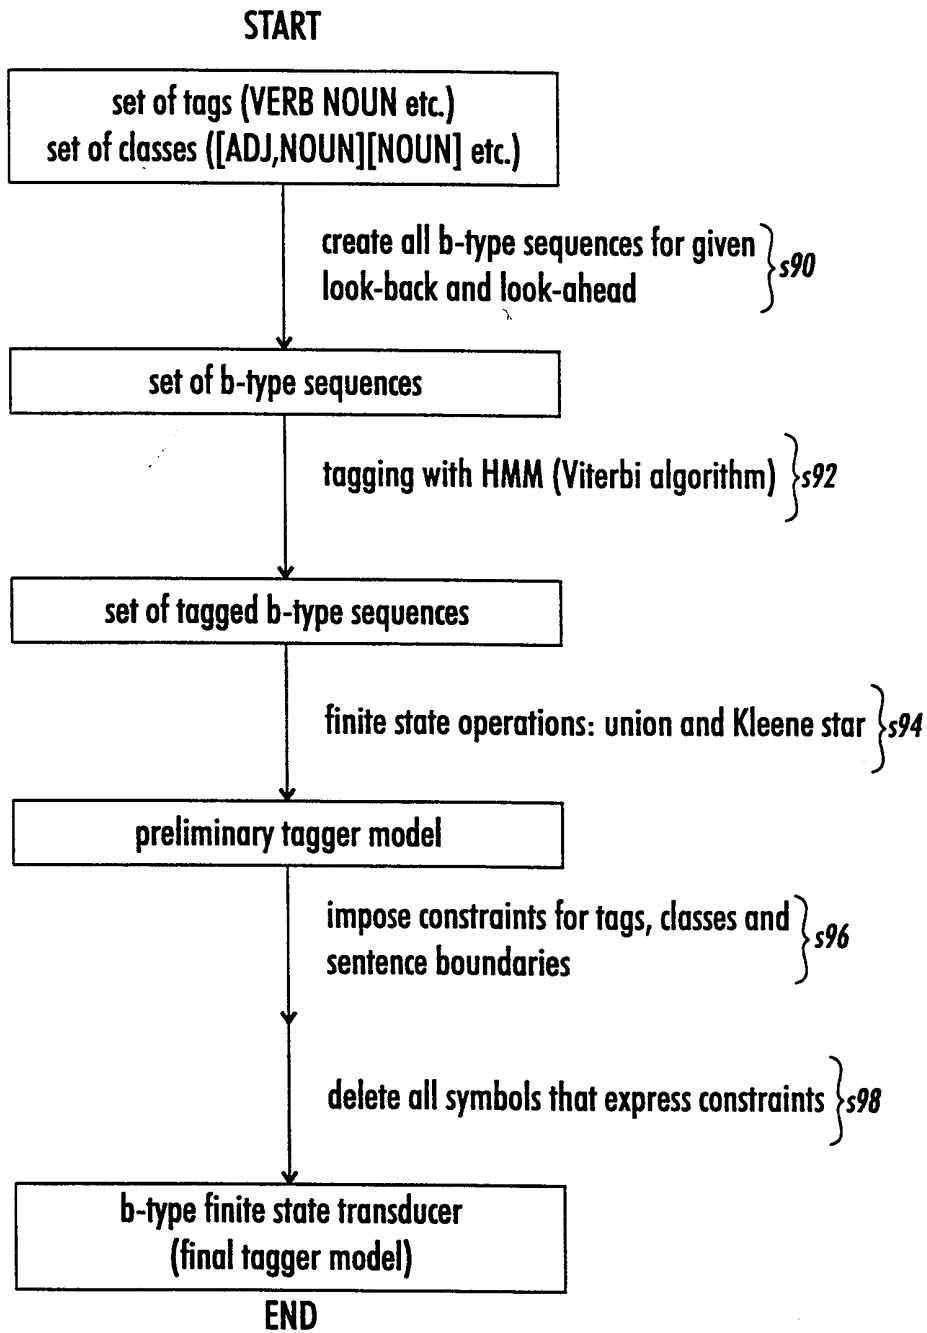 START
set of tags (VERB NOUN etc.)
set of classes ([ADJ,NOUN][NOUN] etc.)
create all b-type sequences for given
look-back and look-ahead
s90
set of b-type sequences
tagging with HMM (Viterbi algorithm)
s92
set of tagged b-type sequences
finite state operations: union and Kleene star
s94
preliminary tagger model
impose constraints for tags, classes and
sentence boundaries
s96
delete all symbols that express constraints
s98
b-type finite state transducer
(final tagger model)
END